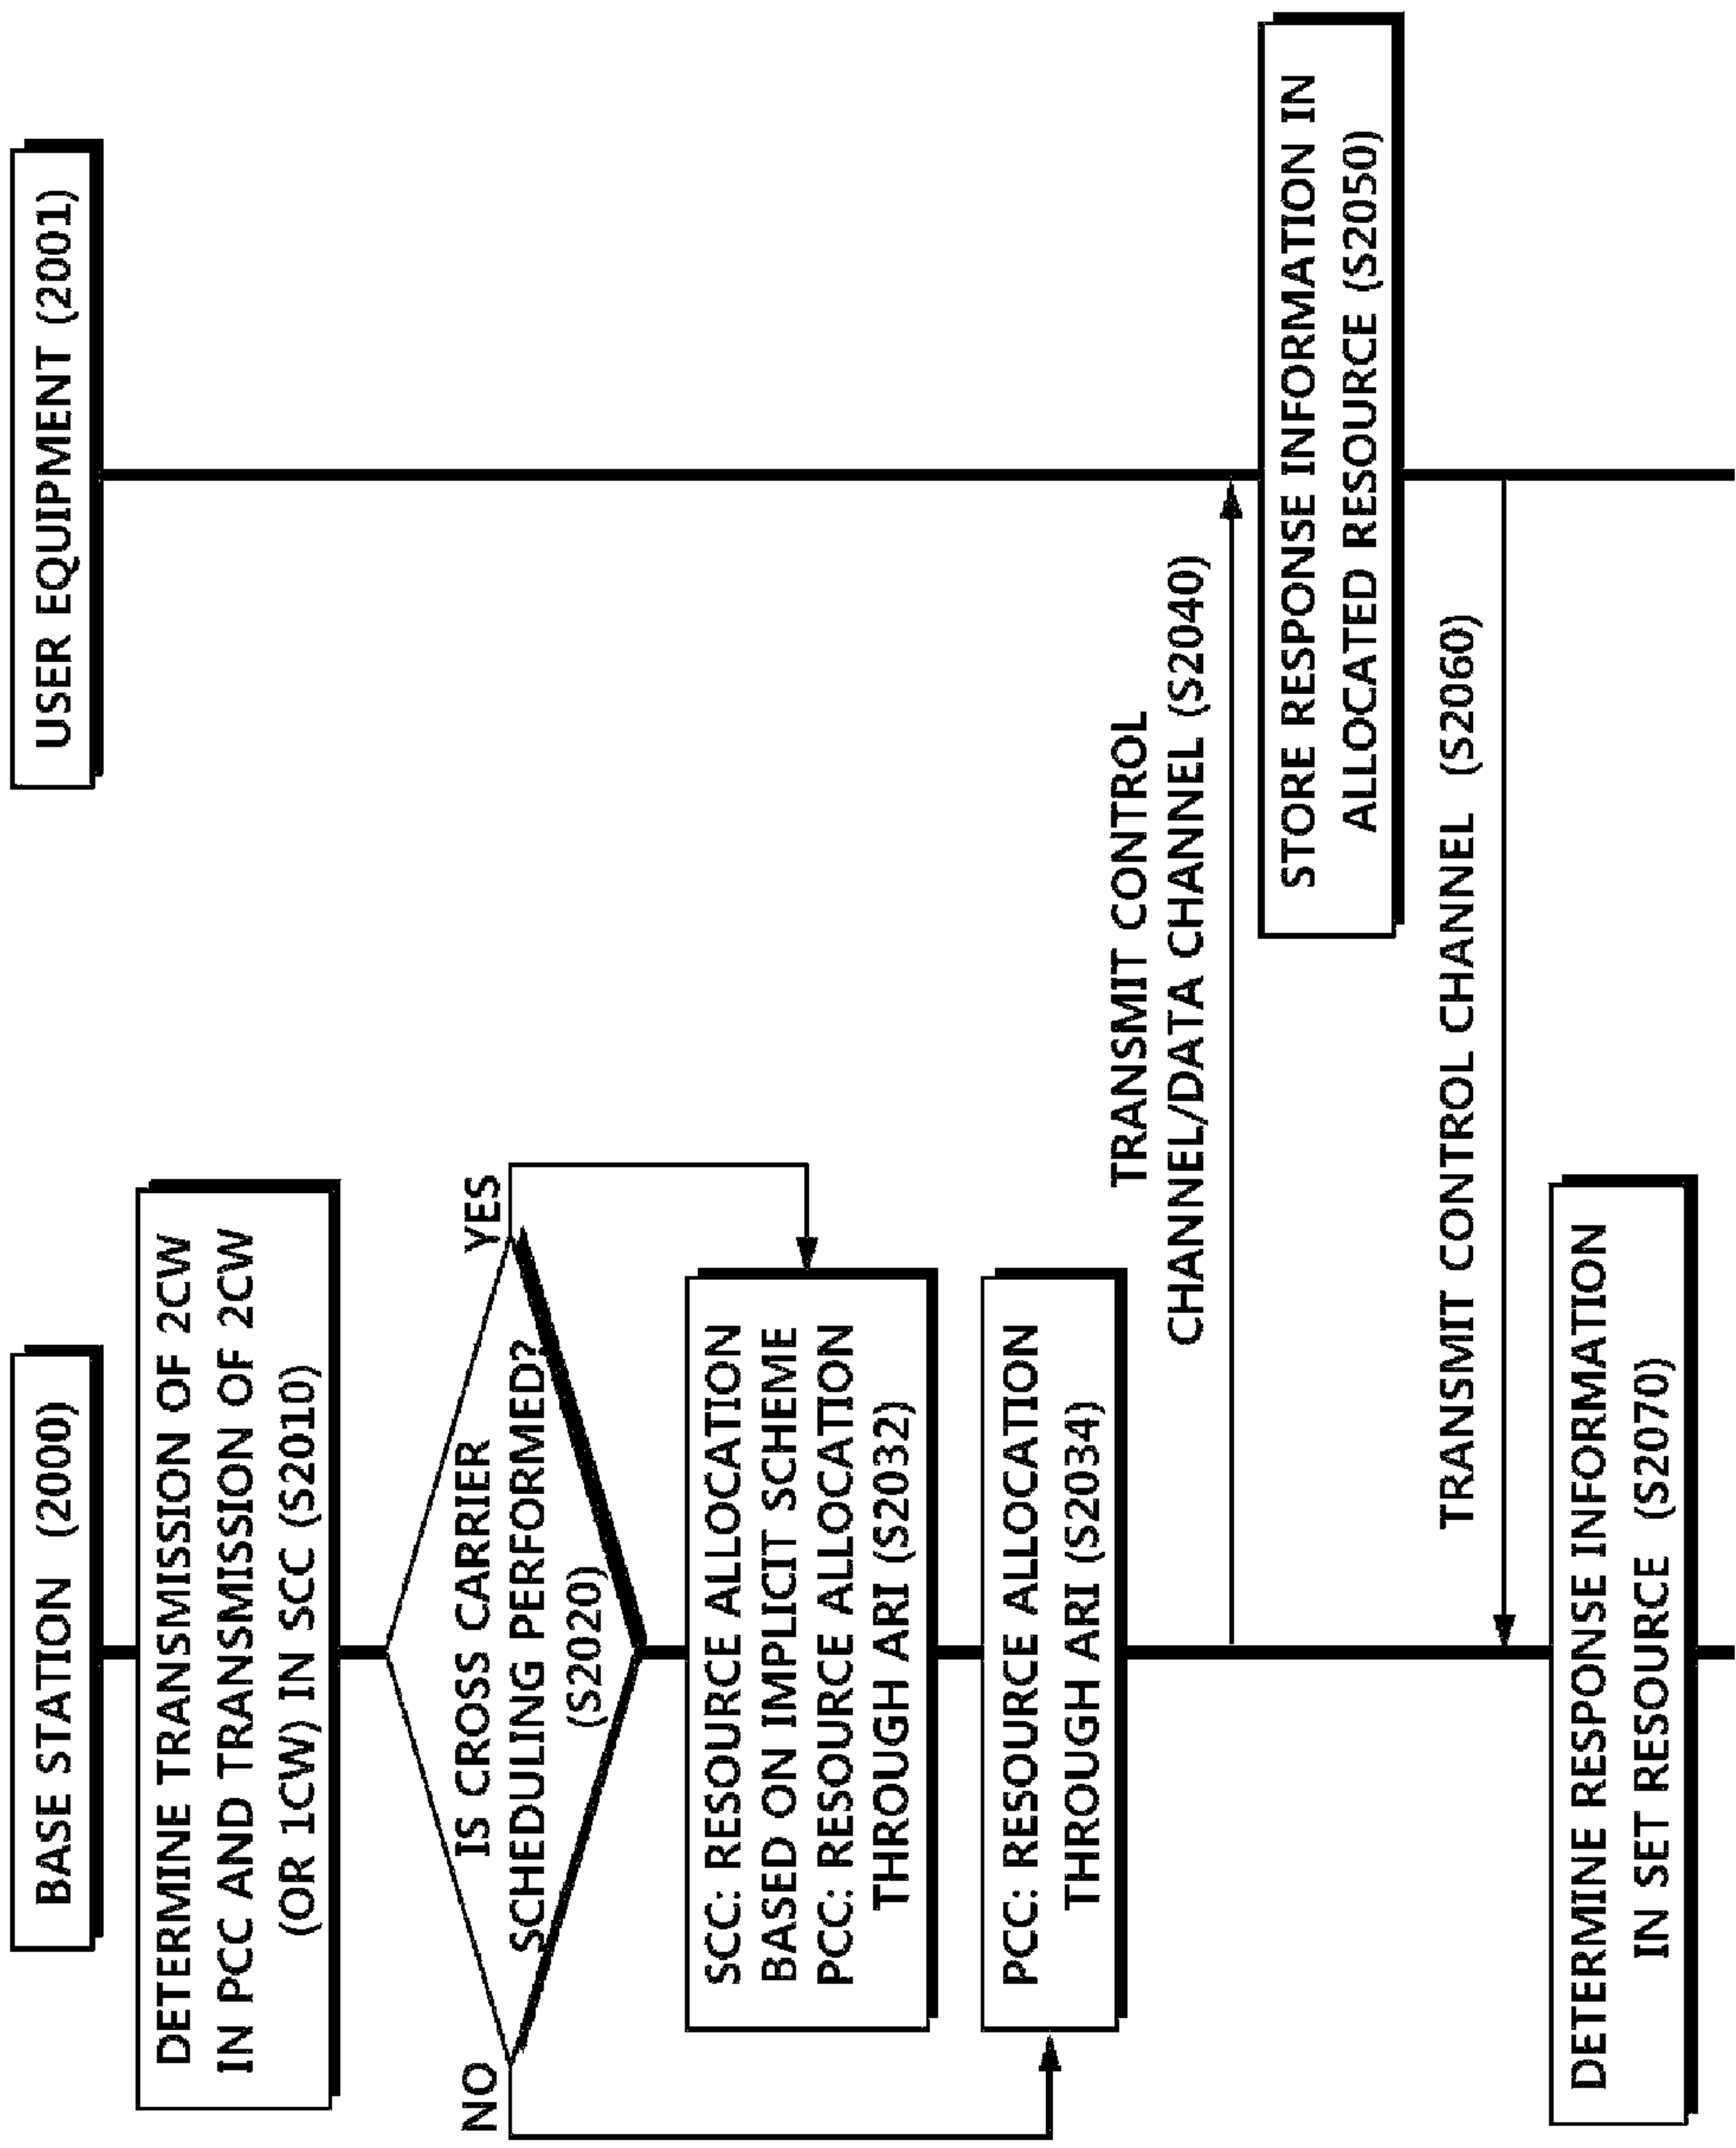 BASE STATION (2000)
USER EQUIPMENT (2001)
DETERMINE TRANSMISSION OF 2CW
IN PCC AND TRANSMISSION OF 2CW
(OR 1CW) IN SCC (S2010)
NO
YES
IS CROSS CARRIER
SCHEDULING PERFORMED?
(S2020)
SCC: RESOURCE ALLOCATION
BASED ON IMPLICIT SCHEME
PCC: RESOURCE ALLOCATION
THROUGH ARI (S2032)
PCC: RESOURCE ALLOCATION
THROUGH ARI (S2034)
TRANSMIT CONTROL
CHANNEL/DATA CHANNEL (S2040)
STORE RESPONSE INFORMATION IN
ALLOCATED RESOURCE (S2050)
TRANSMIT CONTROL CHANNEL (S2060)
DETERMINE RESPONSE INFORMATION
IN SET RESOURCE (S2070)